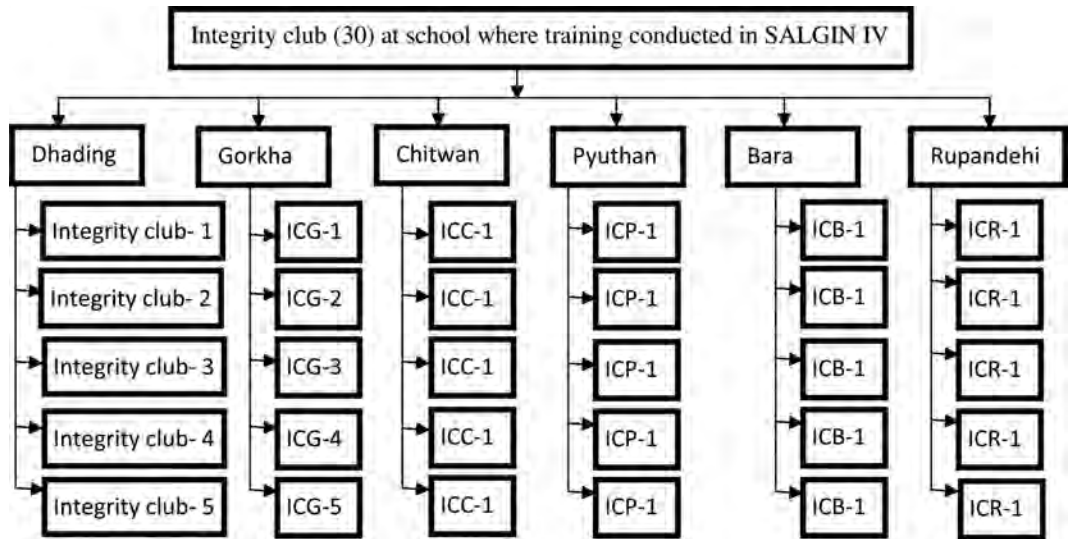 Integrity club (30) at school where training conducted in SALGIN IV
Dhading
Gorkha
Chitwan
Pyuthan
Bara
Rupandehi
Integrity club- 1
ICG-1
ICC-1
ICP-1
ICB-1
ICR-1
Integrity club- 2
ICG-2
ICC-1
ICP-1
ICB-1
ICR-1
Integrity club- 3
ICG-3
ICC-1
ICP-1
ICB-1
ICR-1
Integrity club- 4
ICG-4
ICC-1
ICP-1
ICB-1
ICR-1
Integrity club- 5
ICG-5
ICC-1
ICP-1
ICB-1
ICR-1